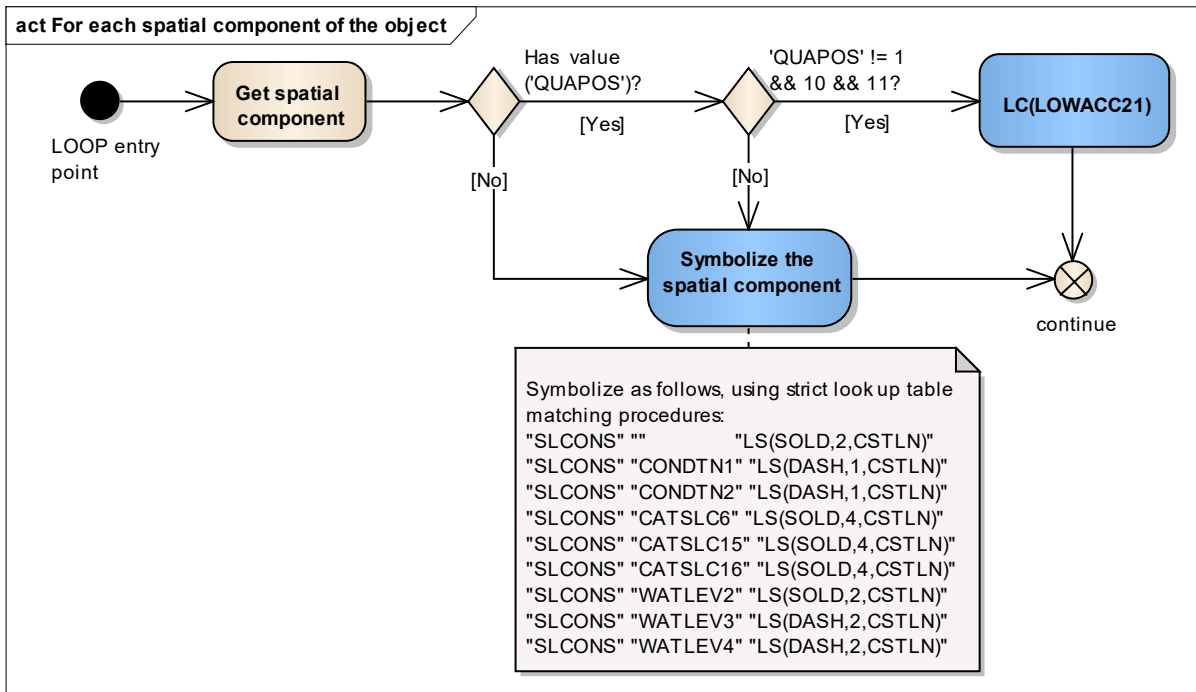 act For each spatial component of the object
Has value
('QUAPOS')?
'QUAPOS' != 1
&& 10 && 11?
Get spatial
component
LC(LOWACC21)
[Yes]
[Yes]
LOOP entry
point
[No]
[No]
Symbolize the
spatial component
continue
Symbolize as follows, using strict look up table
matching procedures:
"SLCONS" "" "LS(SOLD,2,CSTLN)"
"SLCONS" "CONDTN1" "LS(DASH,1,CSTLN)"
"SLCONS" "CONDTN2" "LS(DASH,1,CSTLN)"
"SLCONS" "CATSLC6" "LS(SOLD,4,CSTLN)"
"SLCONS" "CATSLC15" "LS(SOLD,4,CSTLN)"
"SLCONS" "CATSLC16" "LS(SOLD,4,CSTLN)"
"SLCONS" "WATLEV2" "LS(SOLD,2,CSTLN)"
"SLCONS" "WATLEV3" "LS(DASH,2,CSTLN)"
"SLCONS" "WATLEV4" "LS(DASH,2,CSTLN)"